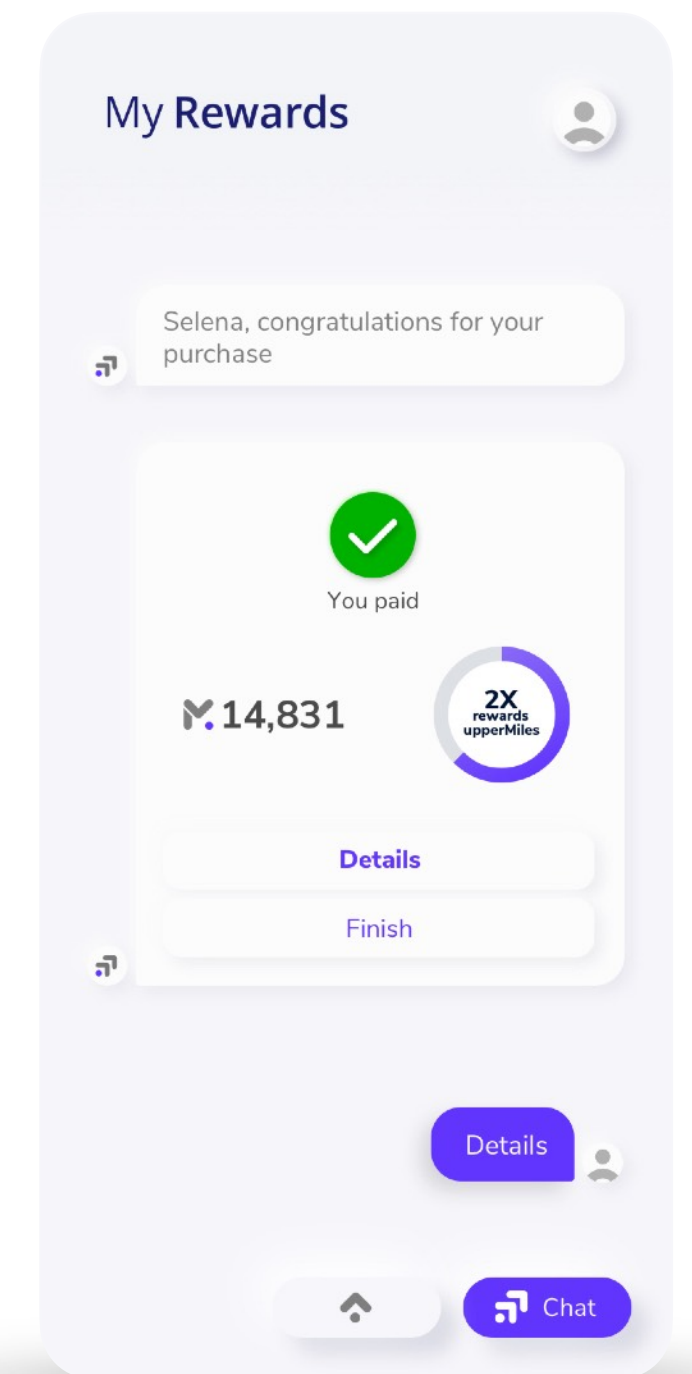 My Rewards
Selena, congratulations for your
purchase
You paid
14,831
2X
rewards
upperMiles
Details
Finish
Details
Chat